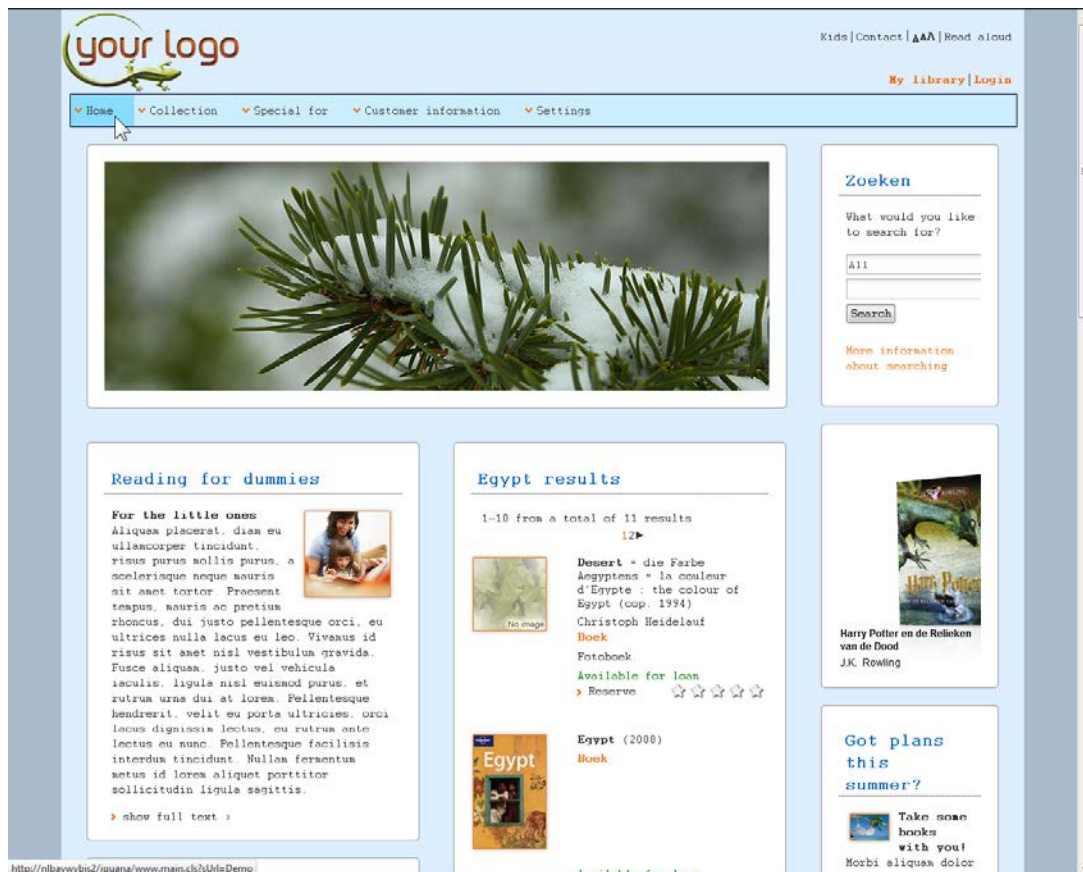 your logo
Kids|Contact|AAA|Read aloud
My library|Login
Home Collection Special for Customer information Settings
Zoeken
What would you like
to search for?
All
Search
More information
about searching
Reading for dummies
For the little ones
Aliquam placerat, diam eu
ullamcorper tincidunt,
risus purus mollis purus, a
scelerisque neque mauris
sit amet tortor. Praesent
tempus, mauris ac pretium
rhoncus, dui justo pellentesque orci, eu
ultrices nulla lacus eu leo. Vivamus id
risus sit amet nisl vestibulum gravida.
Fusce aliquam, justo vel vehicula
iaculis, ligula nisl euismod purus, et
rutrum urna dui at lorem. Pellentesque
hendrerit, velit eu porta ultricies, orci
lacus dignissim lectus, eu rutrum ante
lectus eu nunc. Pellentesque facilisis
interdum tincidunt. Nullam fermentum
metus id lorem aliquet porttitor
sollicitudin ligula sagittis.
show full text ›
Egypt results
1-10 from a total of 11 results
12
No image
Desert = die Farbe
Aegyptens = la couleur
d'Egypte : the colour of
Egypt (cop. 1994)
Christoph Heidelauf
Boek
Fotoboek.
Available for loan
Reserve
Egypt
Egypt (2008)
Boek
Harry Potter
Harry Potter en de Relieken
van de Dood
J.K. Rowling
Got plans
this
summer?
Take some
books
with you!
Morbi aliquam dolor
http://nlbavwvbis2/iguana/www.main.cls?sUrl=Demo